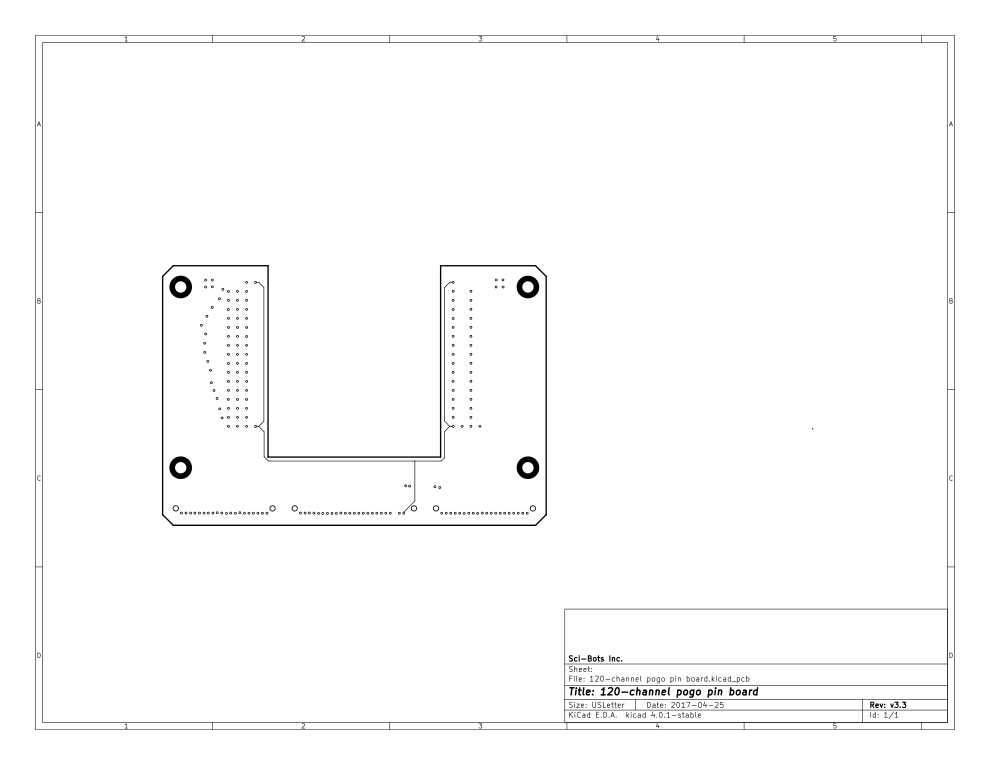 1 2 3 4 5
A A
B B
C C
D D
Sci-Bots Inc.
Sheet:
File: 120-channel pogo pin board.kicad_pcb
Title: 120-channel pogo pin board
Size: USLetter Date: 2017-04-25 Rev: v3.3
KiCad E.D.A. kicad 4.0.1-stable Id: 1/1
1 2 3 4 5